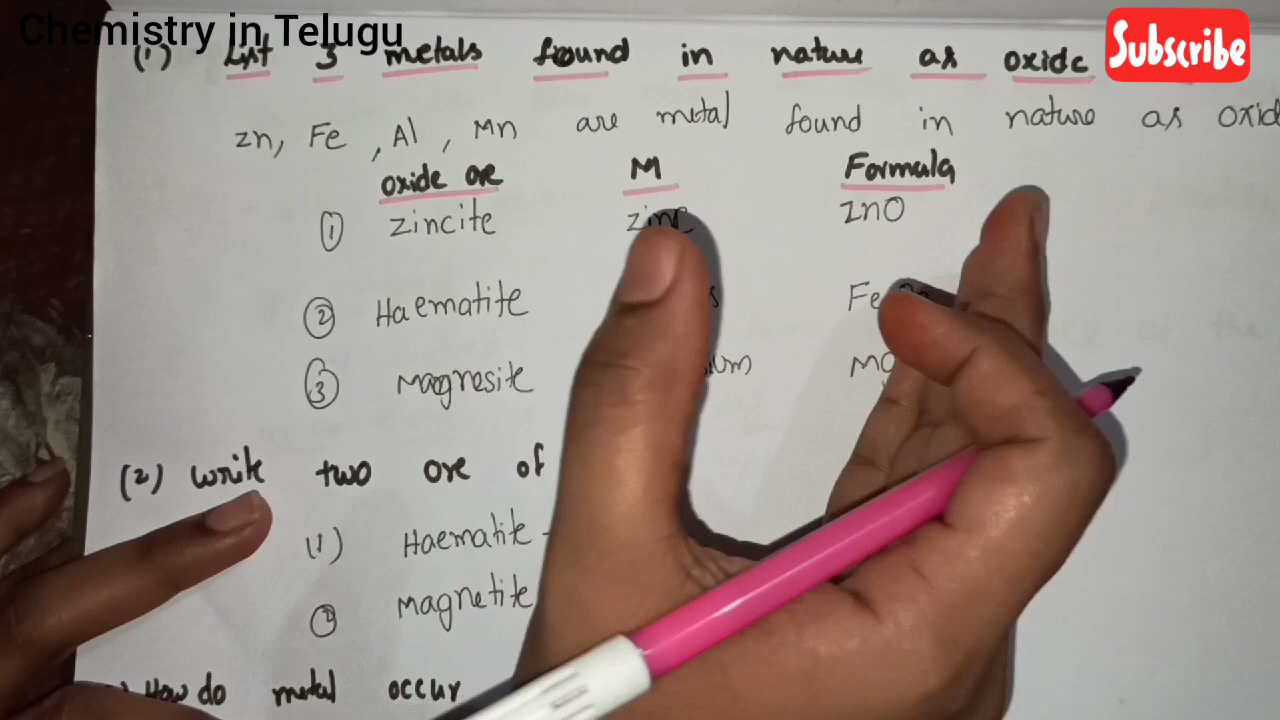 Chemistry in Telugu
Subscribe
(1) List 3 metals found in nature as oxide
Zn, Fe, Al, Mn are metal found in nature as oxid
oxide ore M Formula
① Zincite Zinc ZnO
② Haematite Fe
③ Magnesite
(2) Write two ore of
(1) Haematite -
② Magnetite
How do metal occur